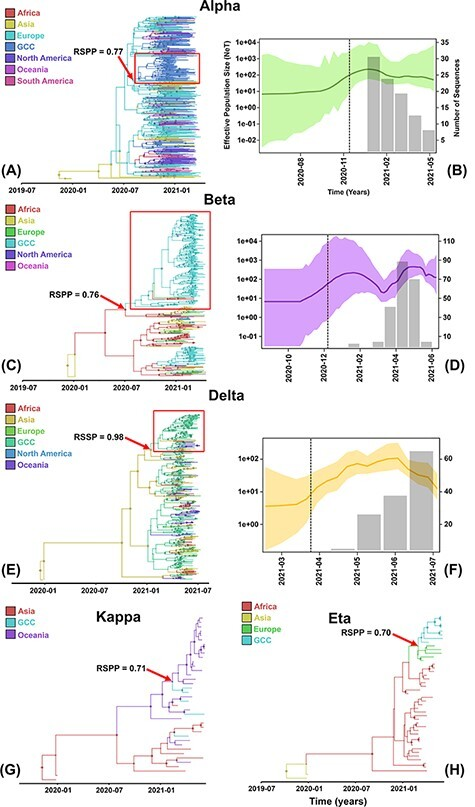 Alpha
Africa
Asia
Europe
GCC
North America
Oceania
South America
RSPP = 0.77
(A)
2019-07
2020-01
2020-07
2021-01
Effective Population Size (NeT)
1e+04
1e+02
1e+00
1e-02
35
30
25
20
15
10
5
Number of Sequences
2020-08
2020-11
2021-02
2021-05
Time (Years)
(B)
Beta
Africa
Asia
Europe
GCC
North America
Oceania
RSPP = 0.76
(C)
2019-07
2020-01
2020-07
2021-01
1e+04
1e+03
1e+02
1e+01
1e+00
1e-01
110
90
70
50
30
10
2020-10
2020-12
2021-02
2021-04
2021-06
(D)
Delta
Africa
Asia
Europe
GCC
North America
Oceania
RSSP = 0.98
(E)
2020-01
2020-07
2021-01
2021-07
1e+02
1e+01
1e+00
60
40
20
2021-03
2021-04
2021-05
2021-06
2021-07
(F)
Kappa
Asia
GCC
Oceania
RSPP = 0.71
(G)
2020-01
2020-07
2021-01
Eta
Africa
Asia
Europe
GCC
RSPP = 0.70
(H)
2019-07
2020-01
2020-07
2021-01
Time (years)